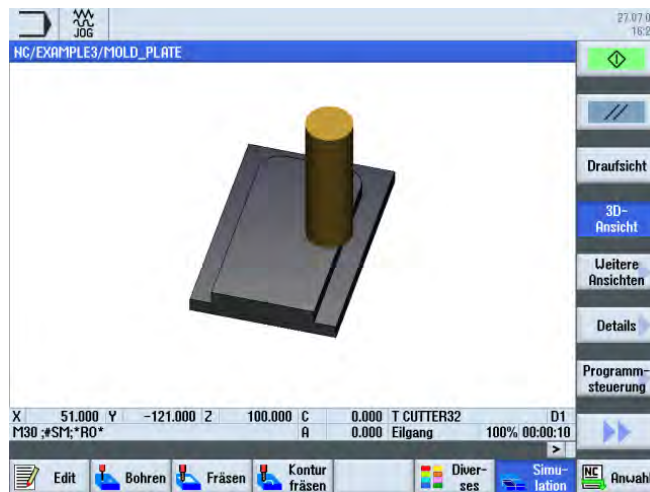 JOG
27.07.0
16:2
NC/EXAMPLE3/MOLD_PLATE
Draufsicht
3D-
Ansicht
Weitere
Ansichten
Details
Programm-
steuerung
X 51.000 Y -121.000 Z 100.000 C 0.000 T CUTTER32 D1
M30 ;#SM;*RO* A 0.000 Eilgang 100% 00:00:10
>
Edit Bohren Fräsen Kontur fräsen Diver- ses Simu- lation NC Anwahl